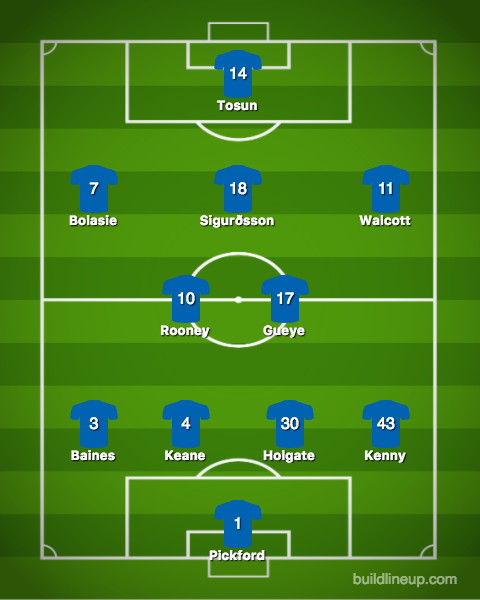 14
Tosun
7
Bolasie
18
Sigurðsson
11
Walcott
10
Rooney
17
Gueye
3
Baines
4
Keane
30
Holgate
43
Kenny
1
Pickford
buildlineup.com